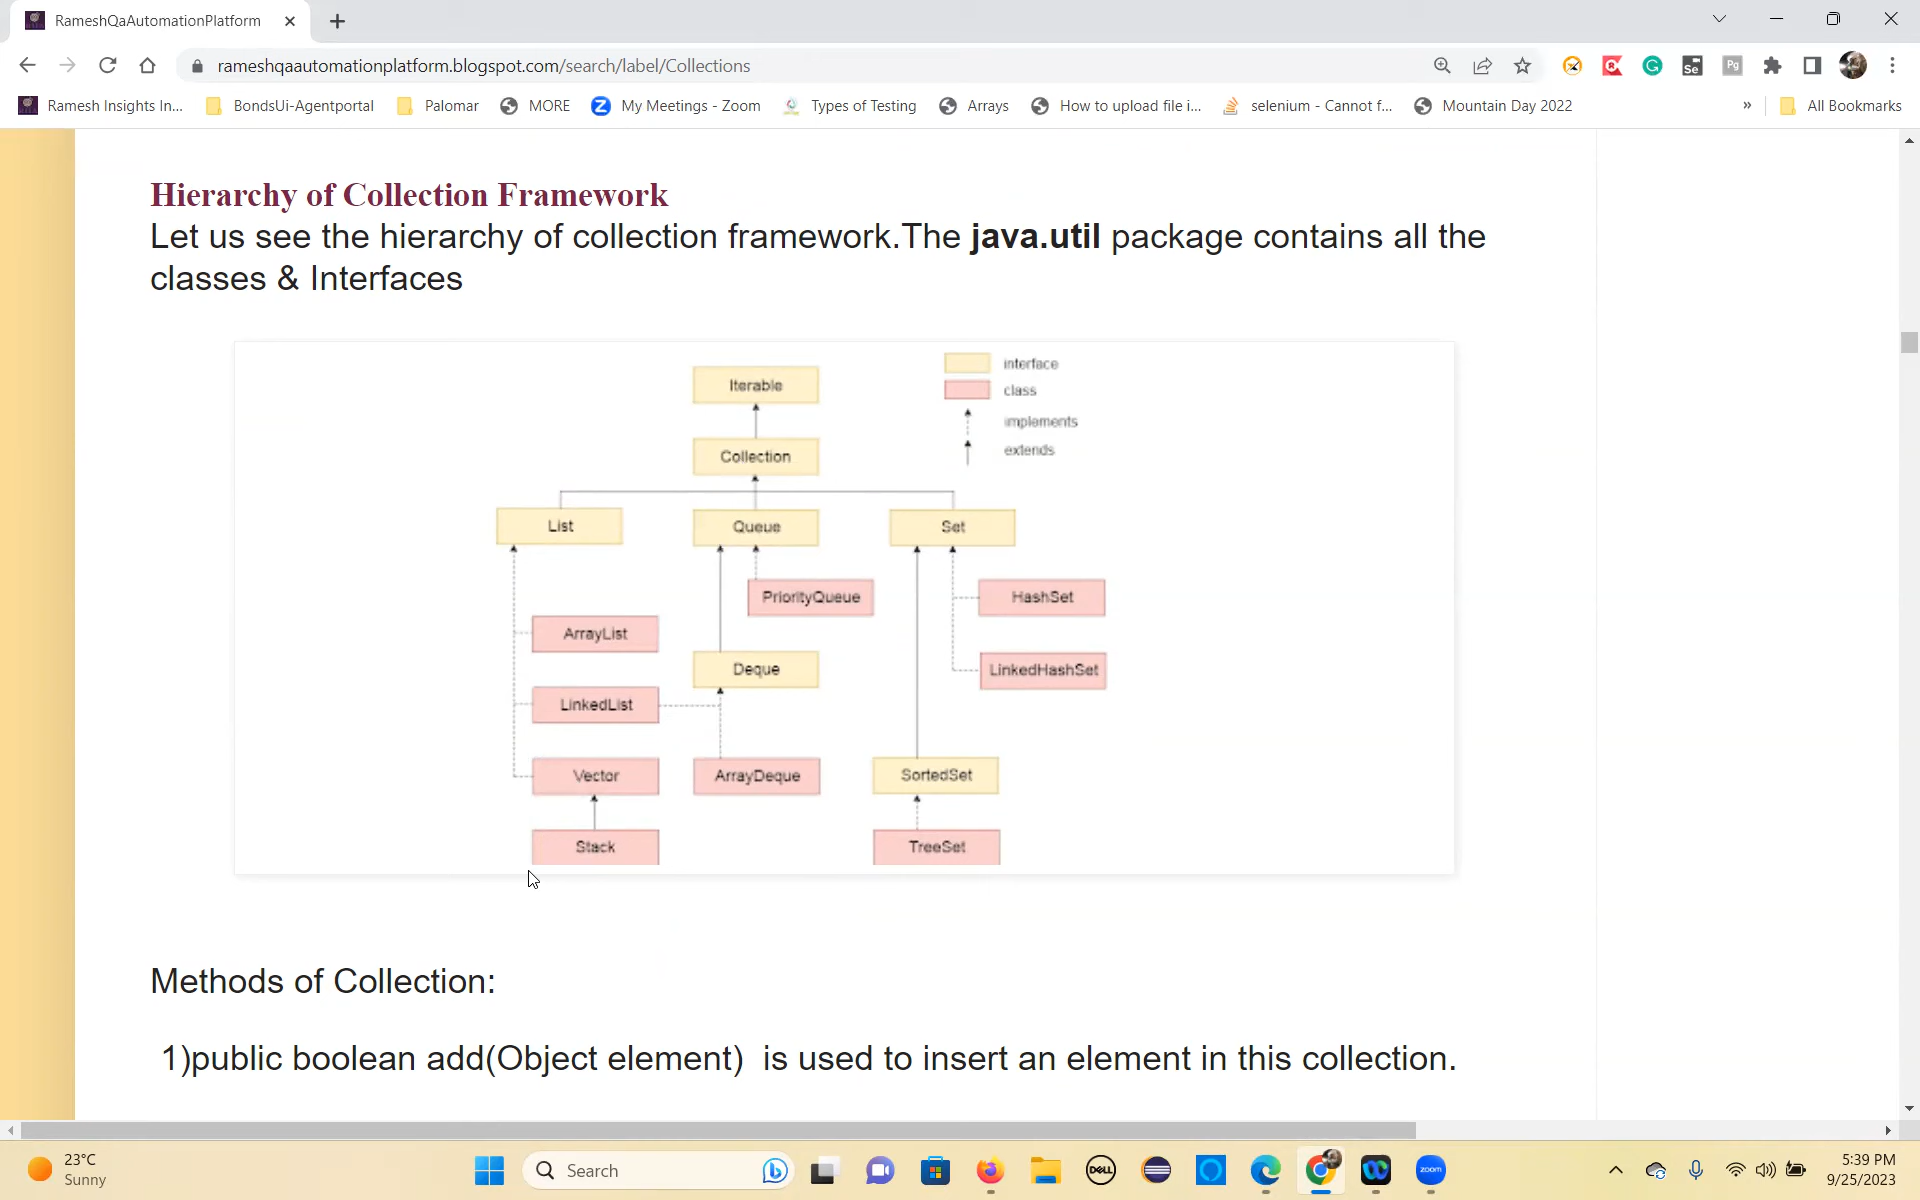 RameshQaAutomationPlatform
rameshqaautomationplatform.blogspot.com/search/label/Collections
Se
Pg
Ramesh Insights In...
BondsUi-Agentportal
Palomar
MORE
My Meetings - Zoom
Types of Testing
Arrays
How to upload file i...
selenium - Cannot f...
Mountain Day 2022
»
All Bookmarks
Hierarchy of Collection Framework
Let us see the hierarchy of collection framework.The java.util package contains all the
classes & Interfaces
interface
class
implements
extends
Iterable
Collection
List
Queue
Set
PriorityQueue
HashSet
ArrayList
Deque
LinkedHashSet
LinkedList
Vector
ArrayDeque
SortedSet
Stack
TreeSet
Methods of Collection:
1)public boolean add(Object element)  is used to insert an element in this collection.
23°C
Sunny
Search
DELL
zoom
5:39 PM
9/25/2023